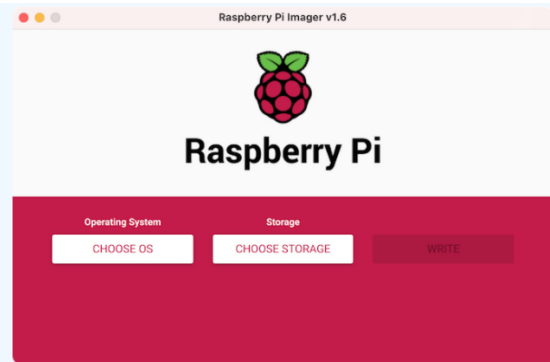 Raspberry Pi Imager v1.6
Raspberry Pi
Operating System
Storage
CHOOSE OS
CHOOSE STORAGE
WRITE